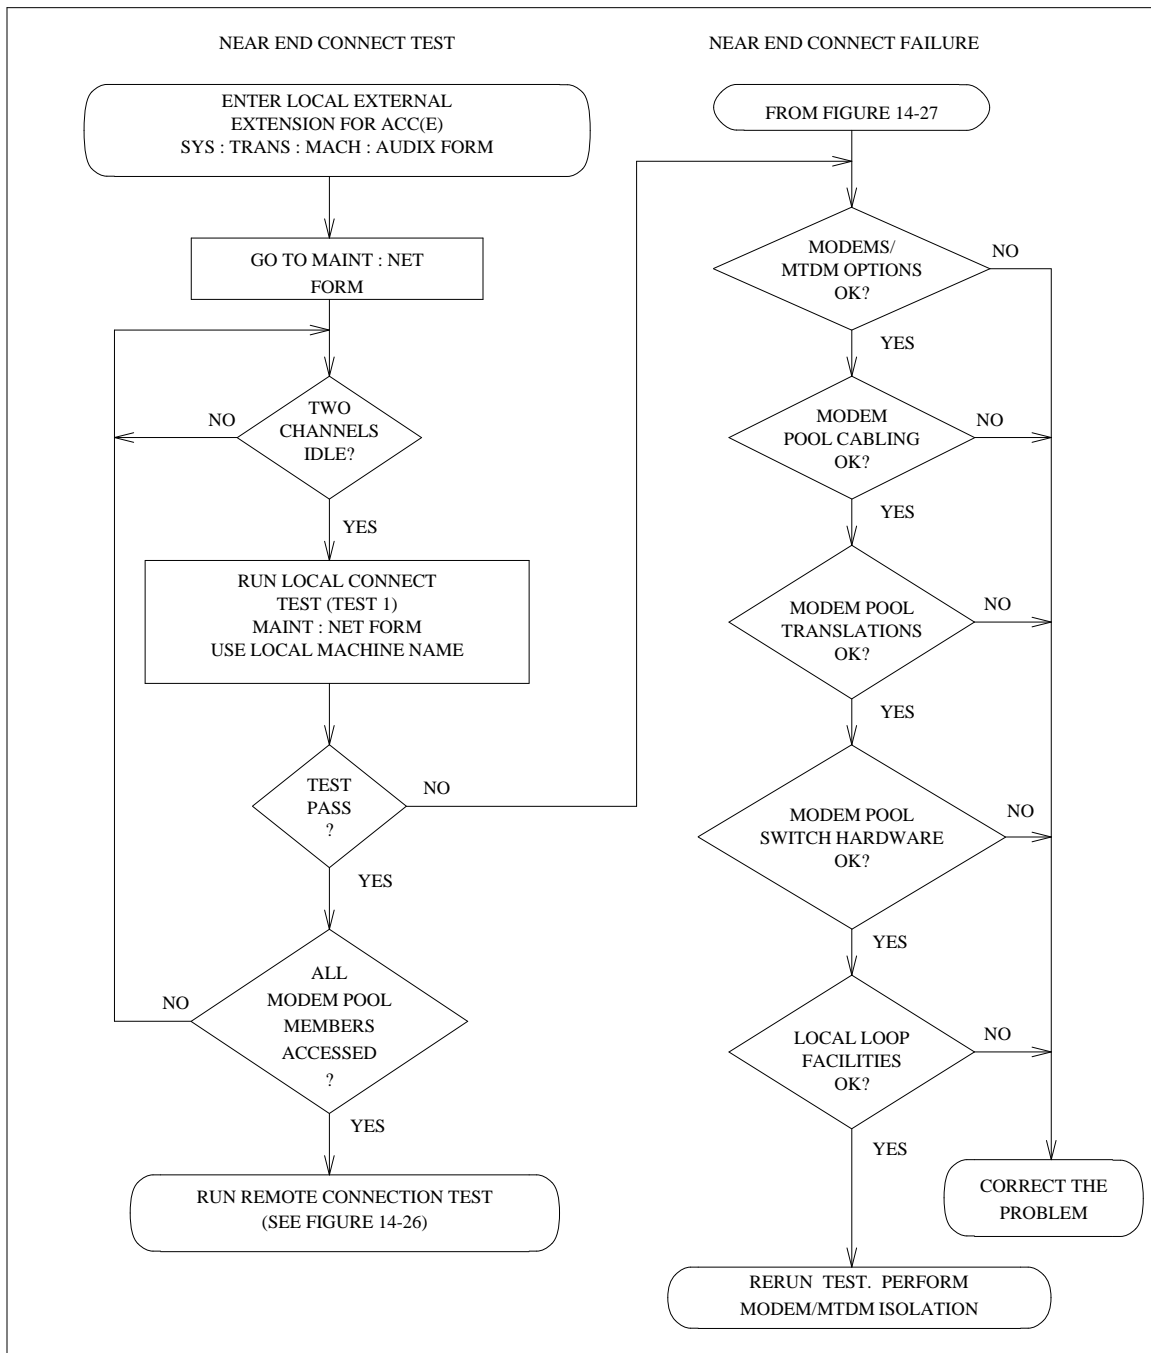 NEAR END CONNECT TEST
ENTER LOCAL EXTERNAL
EXTENSION FOR ACC(E)
SYS : TRANS : MACH : AUDIX FORM
GO TO MAINT : NET
FORM
TWO
CHANNELS
IDLE?
NO
YES
RUN LOCAL CONNECT
TEST (TEST 1)
MAINT : NET FORM
USE LOCAL MACHINE NAME
TEST
PASS
?
NO
YES
ALL
MODEM POOL
MEMBERS
ACCESSED
?
NO
YES
RUN REMOTE CONNECTION TEST
(SEE FIGURE 14-26)
NEAR END CONNECT FAILURE
FROM FIGURE 14-27
MODEMS/
MTDM OPTIONS
OK?
NO
YES
MODEM
POOL CABLING
OK?
NO
YES
MODEM POOL
TRANSLATIONS
OK?
NO
YES
MODEM POOL
SWITCH HARDWARE
OK?
NO
YES
LOCAL LOOP
FACILITIES
OK?
NO
YES
CORRECT THE
PROBLEM
RERUN TEST. PERFORM
MODEM/MTDM ISOLATION